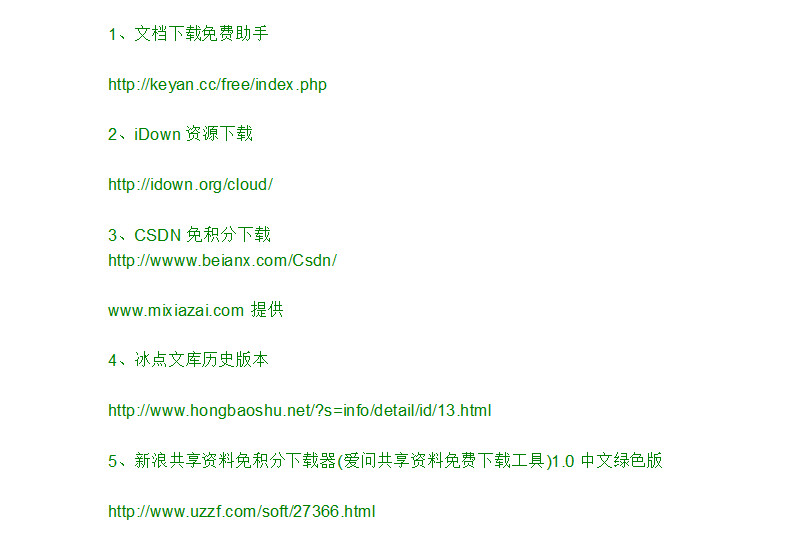 1、文档下载免费助手
http://keyan.cc/free/index.php
2、iDown 资源下载
http://idown.org/cloud/
3、CSDN 免积分下载
http://wwww.beianx.com/Csdn/
www.mixiazai.com 提供
4、冰点文库历史版本
http://www.hongbaoshu.net/?s=info/detail/id/13.html
5、新浪共享资料免积分下载器(爱问共享资料免费下载工具)1.0 中文绿色版
http://www.uzzf.com/soft/27366.html